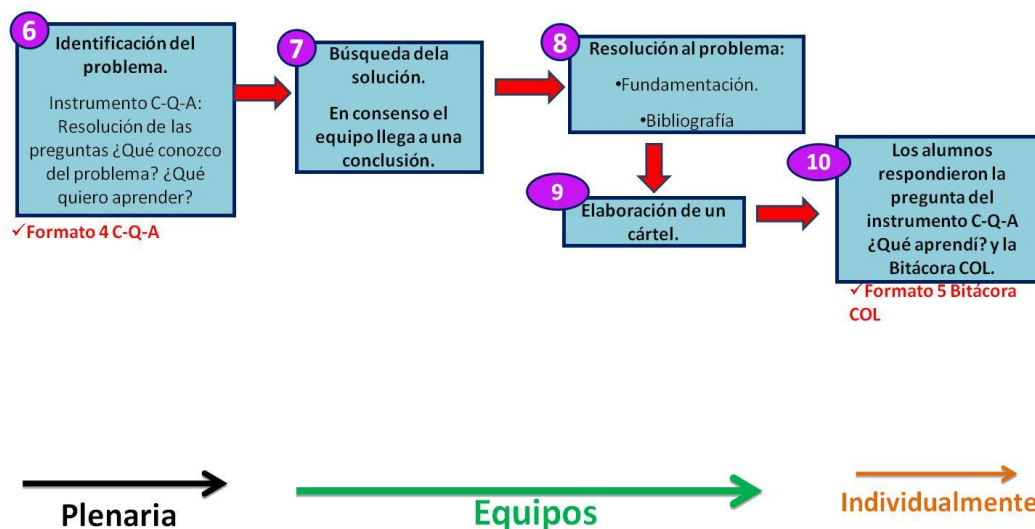 6
Identificación del
problema.
Instrumento C-Q-A:
Resolución de las
preguntas ¿Qué conozco
del problema? ¿Qué
quiero aprender?
✓Formato 4 C-Q-A
7
Búsqueda dela
solución.
En consenso el
equipo llega a una
conclusión.
8
Resolución al problema:
•Fundamentación.
•Bibliografía
9
Elaboración de un
cártel.
10
Los alumnos
respondieron la
pregunta del
instrumento C-Q-A
¿Qué aprendí? y la
Bitácora COL.
✓Formato 5 Bitácora
COL
Plenaria
Equipos
Individualmente